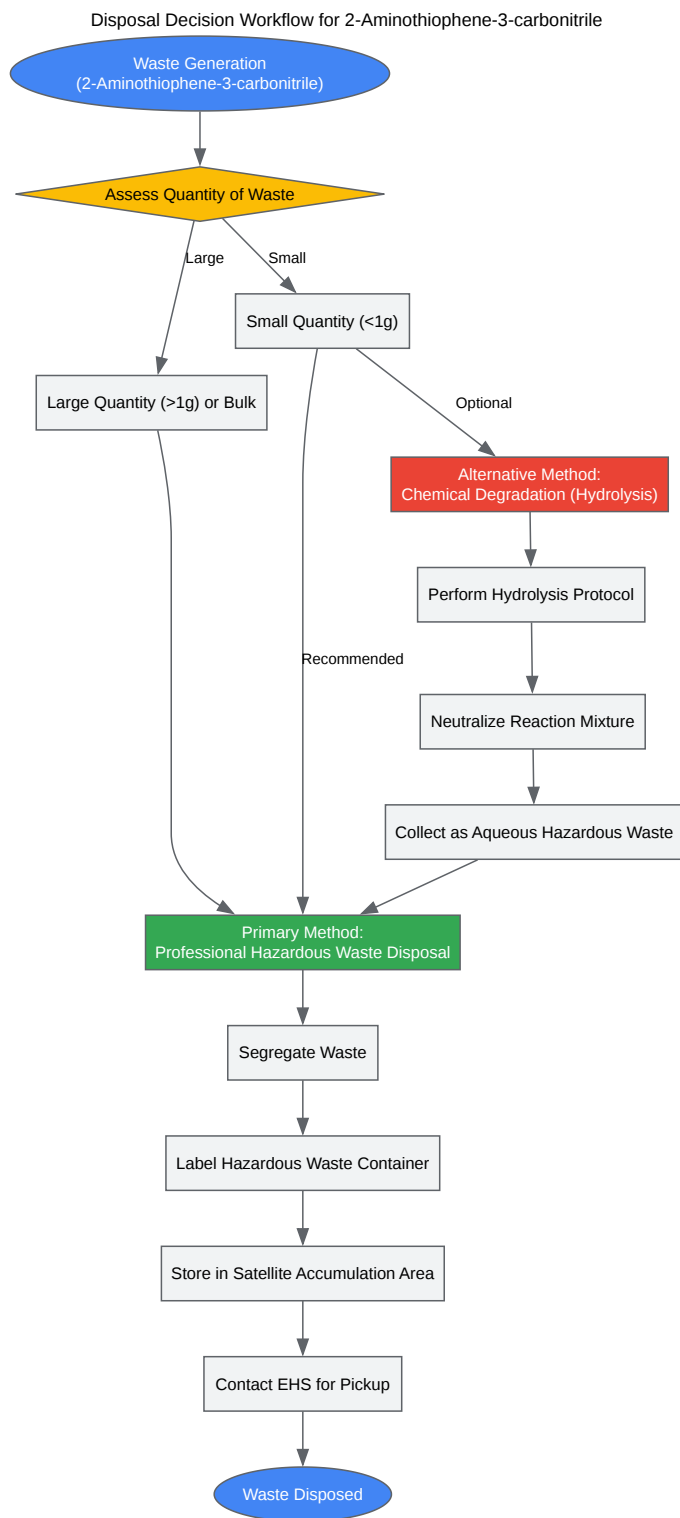 Disposal Decision Workflow for 2-Aminothiophene-3-carbonitrile
Waste Generation
(2-Aminothiophene-3-carbonitrile)
Assess Quantity of Waste
Large
Small
Small Quantity (<1g)
Large Quantity (>1g) or Bulk
Optional
Alternative Method:
Chemical Degradation (Hydrolysis)
Perform Hydrolysis Protocol
Recommended
Neutralize Reaction Mixture
Collect as Aqueous Hazardous Waste
Primary Method:
Professional Hazardous Waste Disposal
Segregate Waste
Label Hazardous Waste Container
Store in Satellite Accumulation Area
Contact EHS for Pickup
Waste Disposed